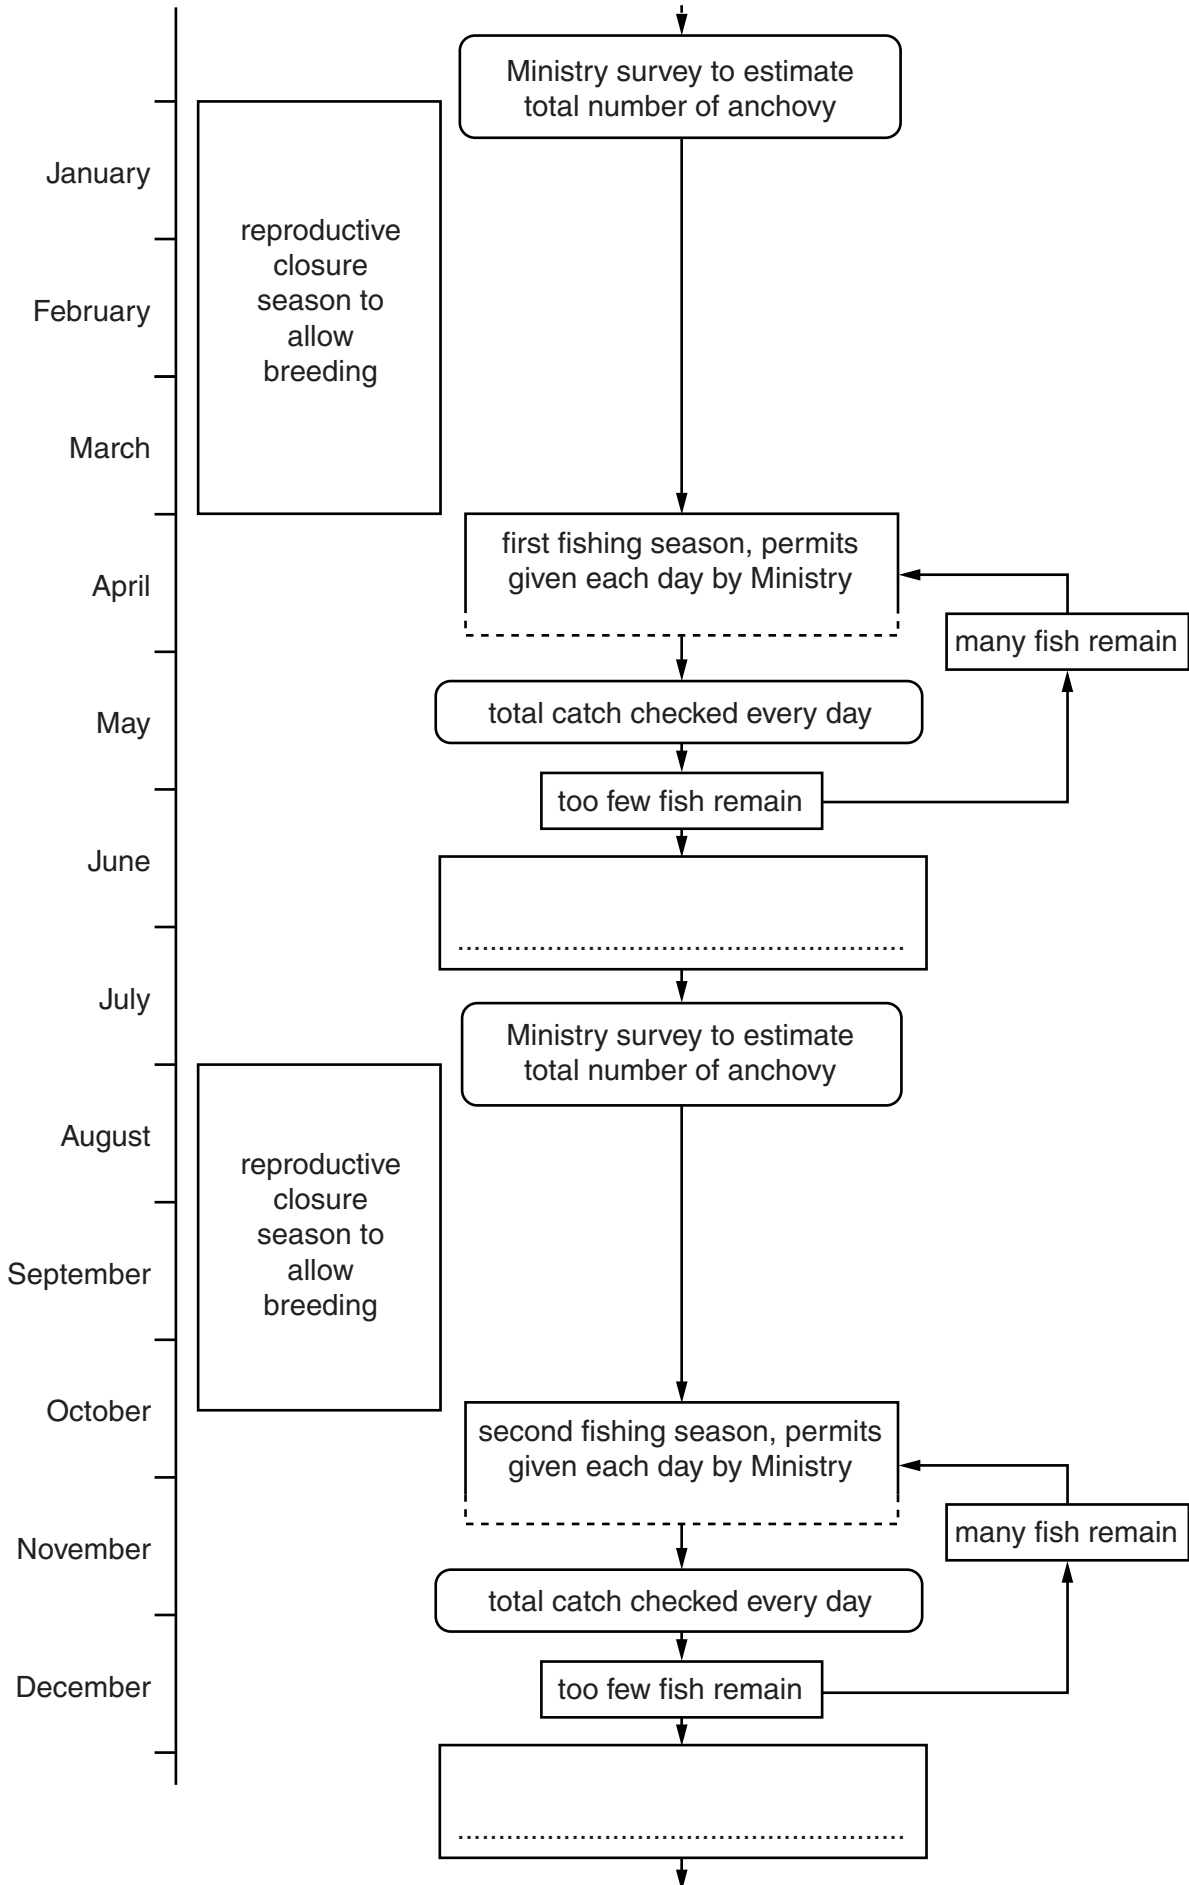 Ministry survey to estimate
total number of anchovy
January
reproductive
closure
season to
allow
breeding
February
March
first fishing season, permits
given each day by Ministry
April
many fish remain
total catch checked every day
May
too few fish remain
June
..........................................................
July
Ministry survey to estimate
total number of anchovy
August
reproductive
closure
season to
allow
breeding
September
October
second fishing season, permits
given each day by Ministry
many fish remain
November
total catch checked every day
December
too few fish remain
..........................................................